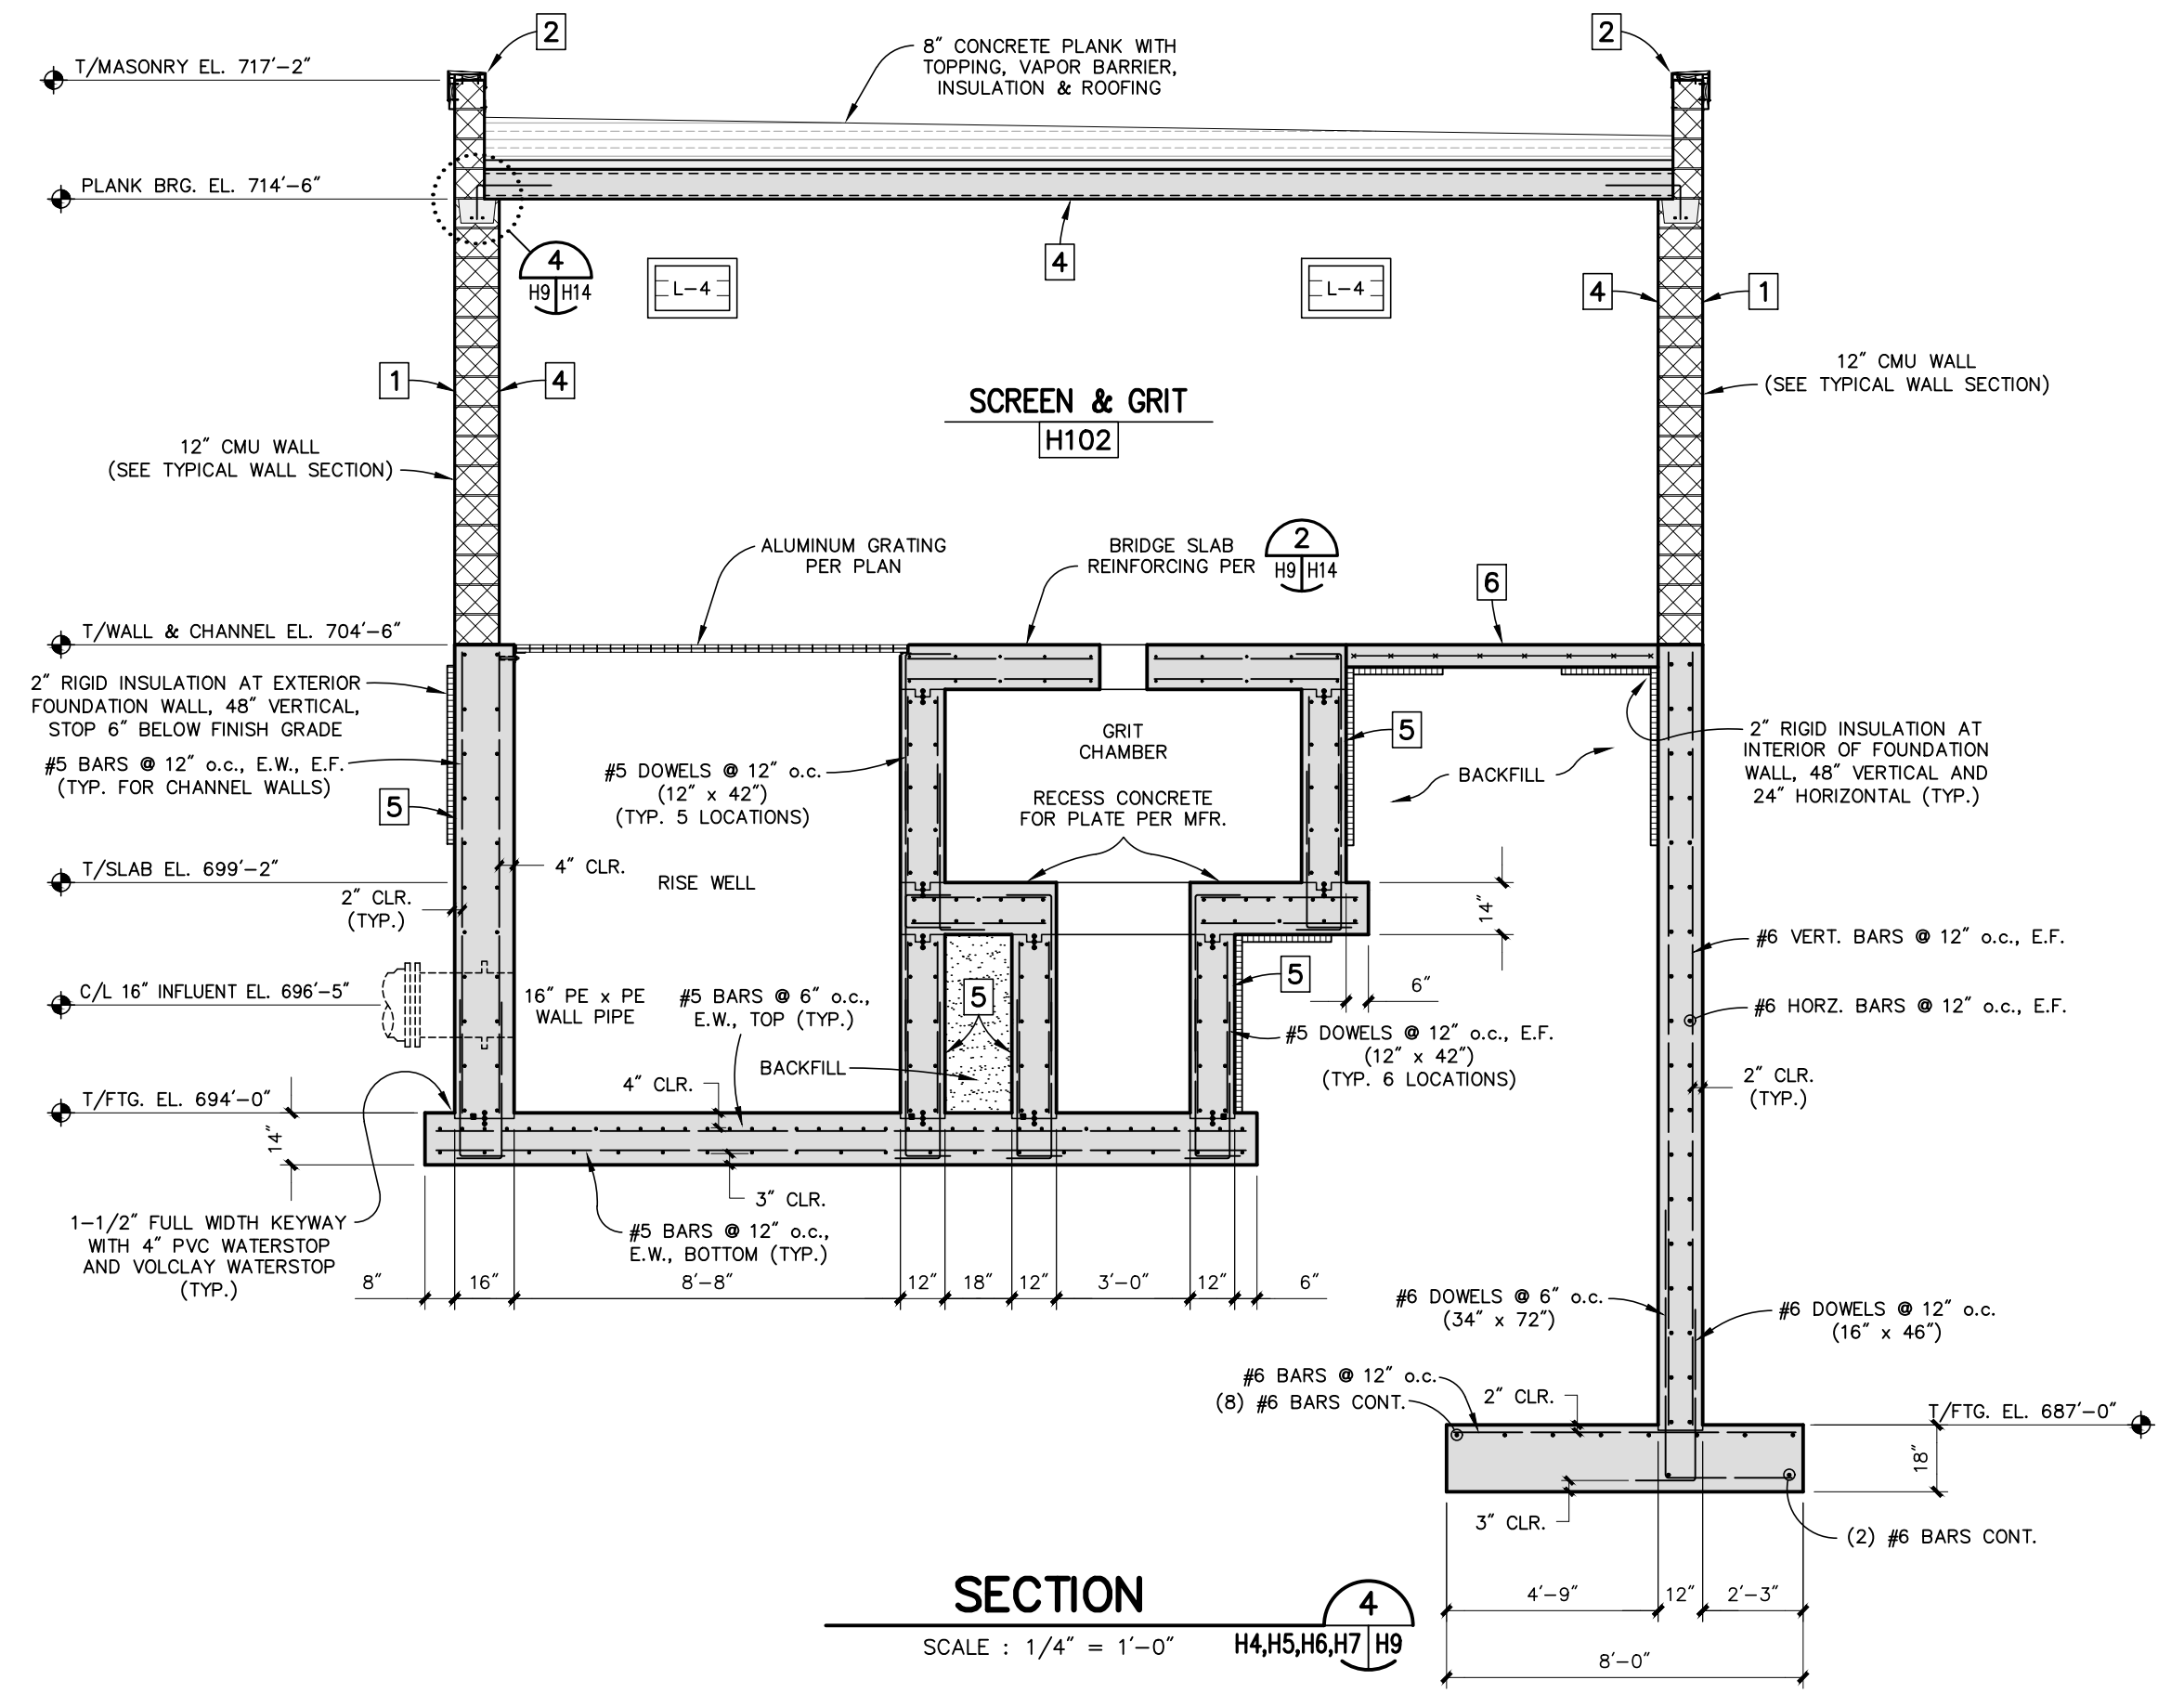 2
2
8" CONCRETE PLANK WITH
TOPPING, VAPOR BARRIER,
INSULATION & ROOFING
T/MASONRY EL. 717'-2"
PLANK BRG. EL. 714'-6"
4
H9 H14
L-4
4
L-4
4
1
1
4
12" CMU WALL
(SEE TYPICAL WALL SECTION)
SCREEN & GRIT
H102
12" CMU WALL
(SEE TYPICAL WALL SECTION)
ALUMINUM GRATING
PER PLAN
BRIDGE SLAB
REINFORCING PER
2
H9 H14
6
T/WALL & CHANNEL EL. 704'-6"
2" RIGID INSULATION AT EXTERIOR
FOUNDATION WALL, 48" VERTICAL,
STOP 6" BELOW FINISH GRADE
#5 BARS @ 12" o.c., E.W., E.F.
(TYP. FOR CHANNEL WALLS)
5
#5 DOWELS @ 12" o.c.
(12" x 42")
(TYP. 5 LOCATIONS)
GRIT
CHAMBER
RECESS CONCRETE
FOR PLATE PER MFR.
5
BACKFILL
2" RIGID INSULATION AT
INTERIOR OF FOUNDATION
WALL, 48" VERTICAL AND
24" HORIZONTAL (TYP.)
T/SLAB EL. 699'-2"
4" CLR.
RISE WELL
2" CLR.
(TYP.)
14"
#6 VERT. BARS @ 12" o.c., E.F.
C/L 16" INFLUENT EL. 696'-5"
16" PE x PE
WALL PIPE
#5 BARS @ 6" o.c.,
E.W., TOP (TYP.)
5
5
6"
#6 HORZ. BARS @ 12" o.c., E.F.
#5 DOWELS @ 12" o.c., E.F.
(12" x 42")
(TYP. 6 LOCATIONS)
BACKFILL
4" CLR.
2" CLR.
(TYP.)
T/FTG. EL. 694'-0"
14"
3" CLR.
1-1/2" FULL WIDTH KEYWAY
WITH 4" PVC WATERSTOP
AND VOLCLAY WATERSTOP
(TYP.)
#5 BARS @ 12" o.c.,
E.W., BOTTOM (TYP.)
8" 16" 8'-8" 12" 18" 12" 3'-0" 12" 6"
#6 DOWELS @ 6" o.c.
(34" x 72")
#6 DOWELS @ 12" o.c.
(16" x 46")
#6 BARS @ 12" o.c.
(8) #6 BARS CONT.
2" CLR.
T/FTG. EL. 687'-0"
18"
3" CLR.
(2) #6 BARS CONT.
4'-9" 12" 2'-3"
8'-0"
SECTION
SCALE : 1/4" = 1'-0"
4
H4,H5,H6,H7 H9